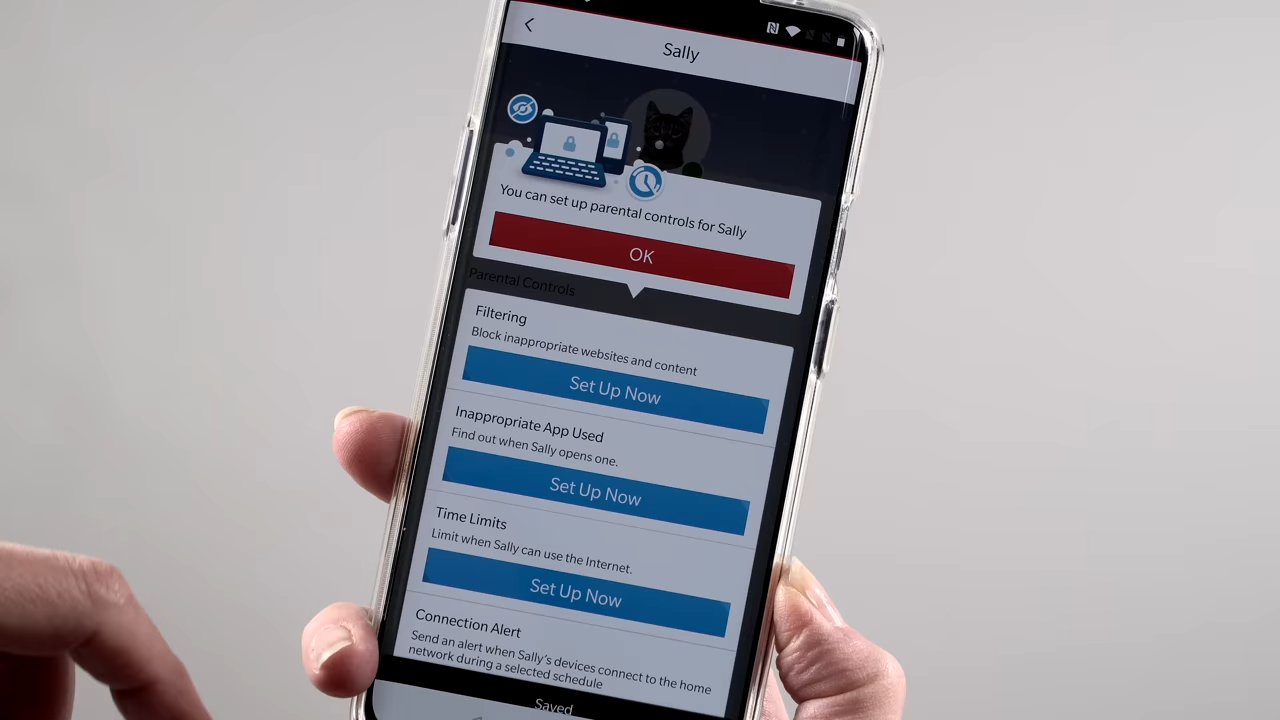 Sally
You can set up parental controls for Sally
OK
Parental Controls
Filtering
Block inappropriate websites and content
Set Up Now
Inappropriate App Used
Find out when Sally opens one.
Set Up Now
Time Limits
Limit when Sally can use the Internet.
Set Up Now
Connection Alert
Send an alert when Sally's devices connect to the home
network during a selected schedule
Saved